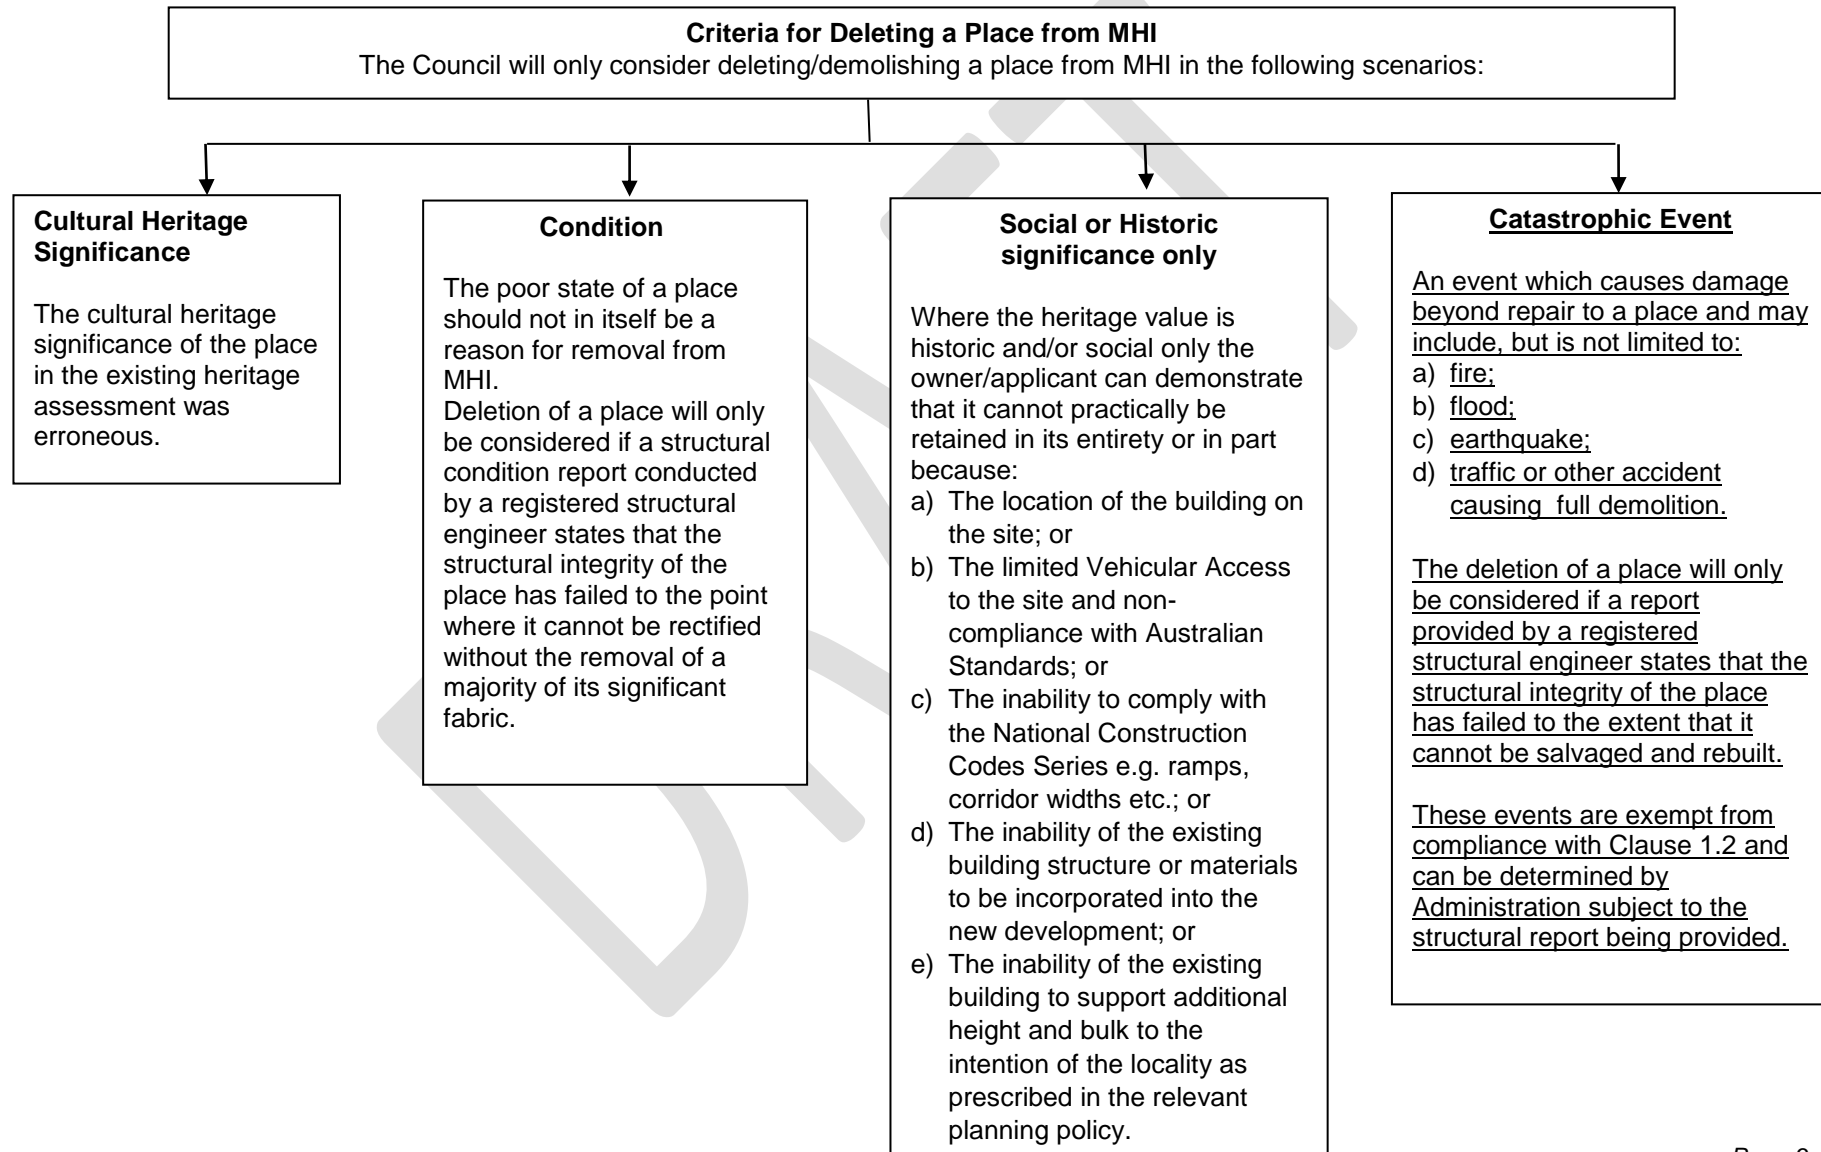 Criteria for Deleting a Place from MHI
The Council will only consider deleting/demolishing a place from MHI in the following scenarios:
Cultural Heritage
Significance
The cultural heritage
significance of the place
in the existing heritage
assessment was
erroneous.
Condition
The poor state of a place
should not in itself be a
reason for removal from
MHI.
Deletion of a place will only
be considered if a structural
condition report conducted
by a registered structural
engineer states that the
structural integrity of the
place has failed to the point
where it cannot be rectified
without the removal of a
majority of its significant
fabric.
Social or Historic
significance only
Where the heritage value is
historic and/or social only the
owner/applicant can demonstrate
that it cannot practically be
retained in its entirety or in part
because:
a) The location of the building on
the site; or
b) The limited Vehicular Access
to the site and non-
compliance with Australian
Standards; or
c) The inability to comply with
the National Construction
Codes Series e.g. ramps,
corridor widths etc.; or
d) The inability of the existing
building structure or materials
to be incorporated into the
new development; or
e) The inability of the existing
building to support additional
height and bulk to the
intention of the locality as
prescribed in the relevant
planning policy.
Catastrophic Event
An event which causes damage
beyond repair to a place and may
include, but is not limited to:
a) fire;
b) flood;
c) earthquake;
d) traffic or other accident
causing full demolition.
The deletion of a place will only
be considered if a report
provided by a registered
structural engineer states that the
structural integrity of the place
has failed to the extent that it
cannot be salvaged and rebuilt.
These events are exempt from
compliance with Clause 1.2 and
can be determined by
Administration subject to the
structural report being provided.